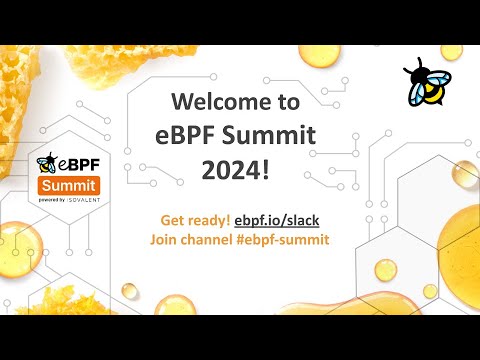 Welcome to
eBPF Summit
2024!
eBPF
Summit
powered by ISOVALENT
Get ready! ebpf.io/slack
Join channel #ebpf-summit